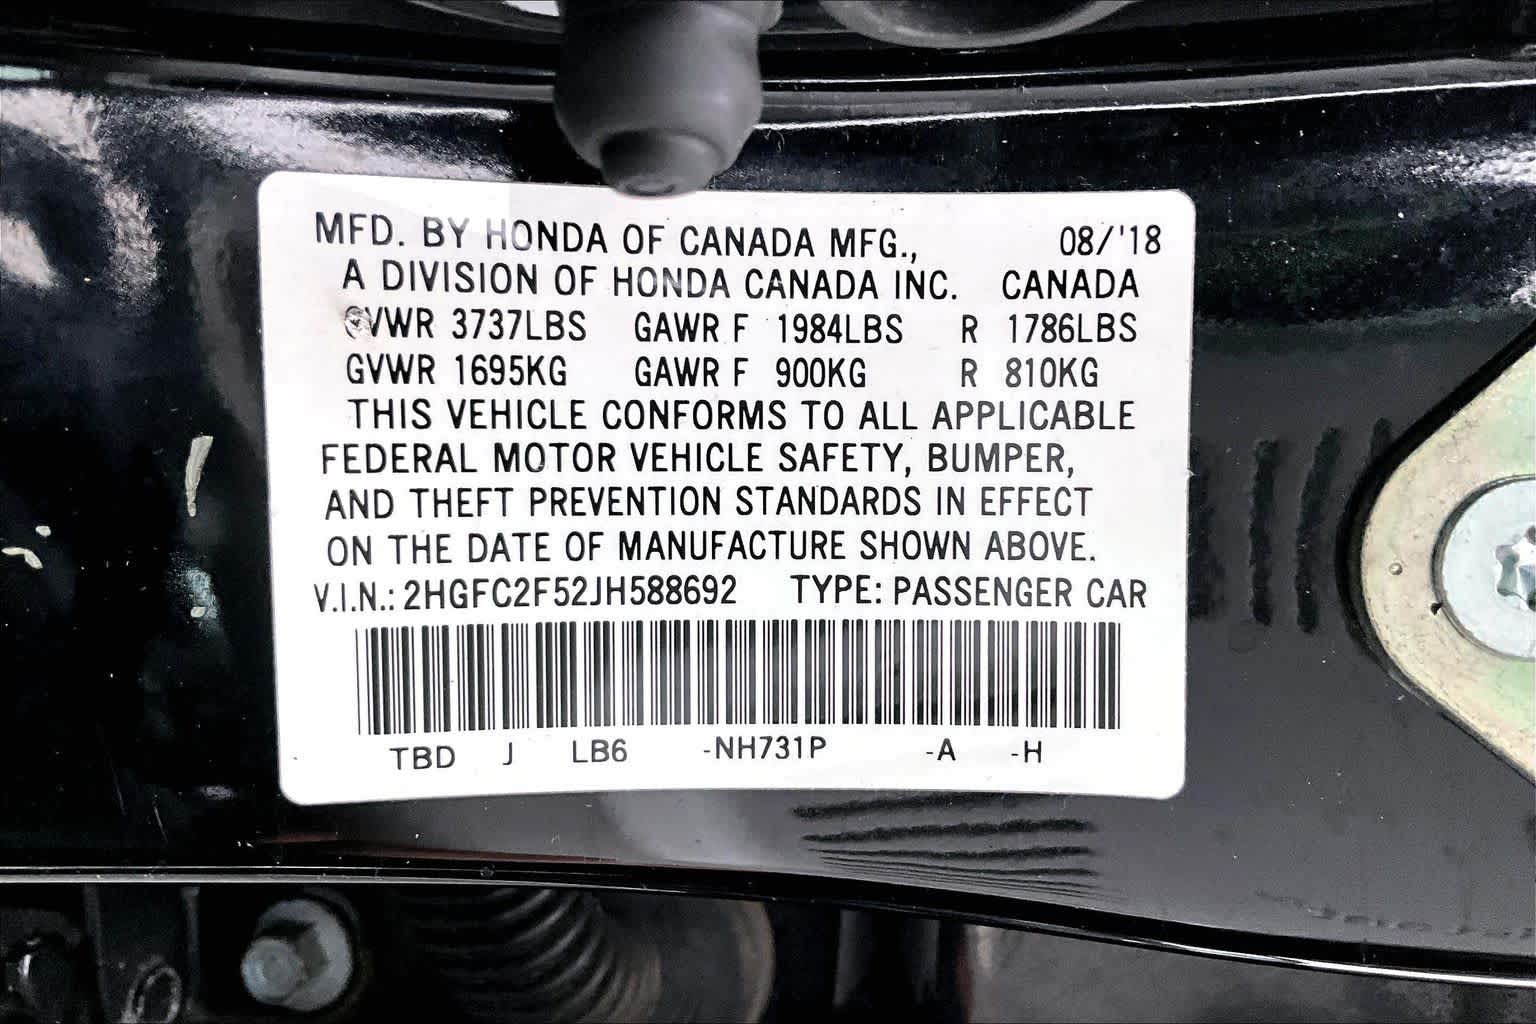 MFD. BY HONDA OF CANADA MFG., 08/'18
A DIVISION OF HONDA CANADA INC. CANADA
GVWR 3737LBS GAWR F 1984LBS R 1786LBS
GVWR 1695KG GAWR F 900KG R 810KG
THIS VEHICLE CONFORMS TO ALL APPLICABLE
FEDERAL MOTOR VEHICLE SAFETY, BUMPER,
AND THEFT PREVENTION STANDARDS IN EFFECT
ON THE DATE OF MANUFACTURE SHOWN ABOVE.
V.I.N.: 2HGFC2F52JH588692 TYPE: PASSENGER CAR
TBD J LB6 -NH731P -A -H